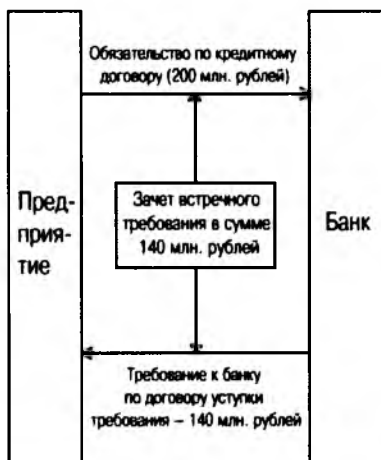 Обязательство по кредитному
договору (200 млн. рублей)
Пред-
прия-
тие
Зачет встречного
требования в сумме
140 млн. рублей
Банк
Требование к банку
по договору уступки
требования – 140 млн. рублей